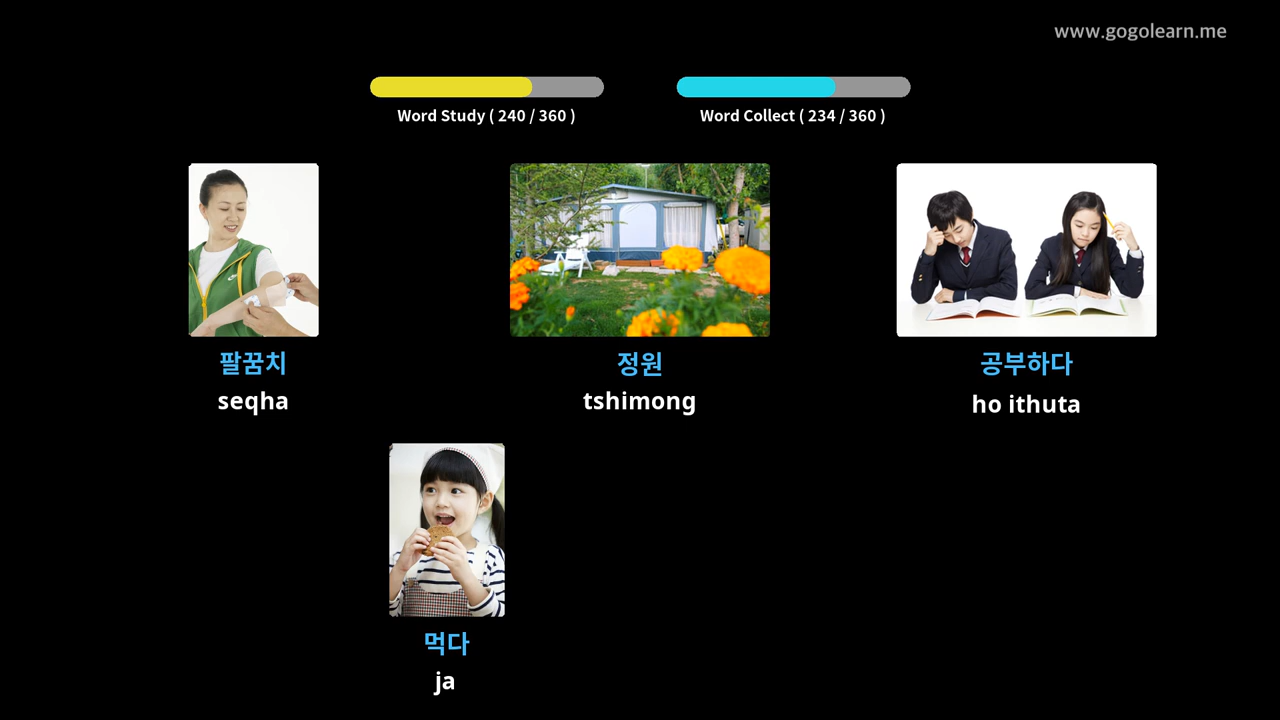 www.gogolearn.me
Word Study ( 240 / 360 )
Word Collect ( 234 / 360 )
팔꿈치
seqha
정원
tshimong
공부하다
ho ithuta
먹다
ja